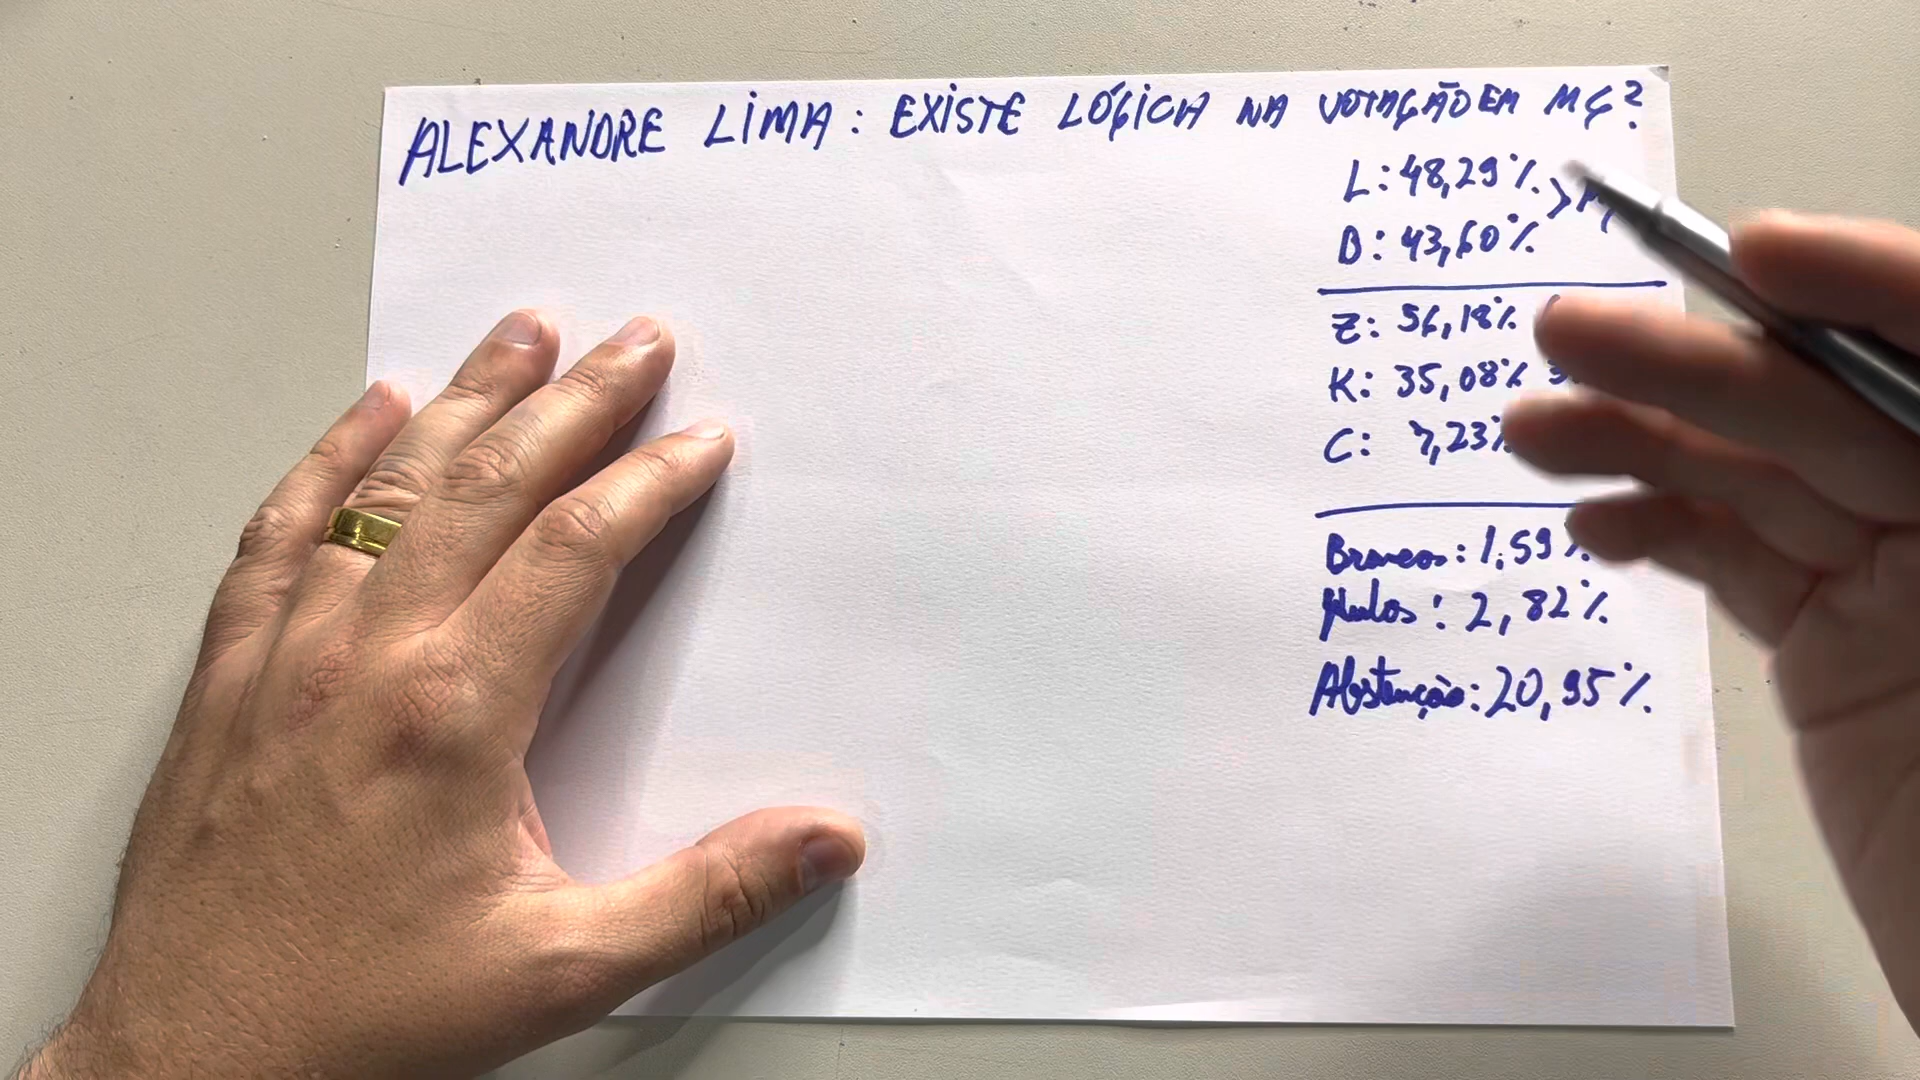 ALEXANDRE LIMA: EXISTE LÓGICA NA VOTAÇÃO EM MG?
L: 48,29%
B: 43,60%
Z: 56,18%
K: 35,08%
C: 7,23%
Brancos: 1,59%
Nulos: 2,82%
Abstenção: 20,95%